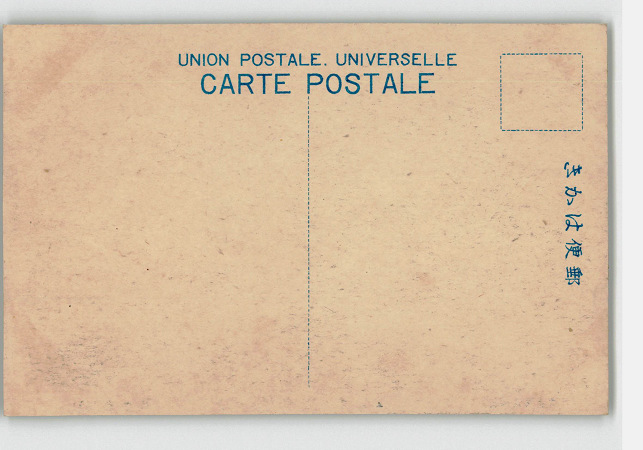 UNION POSTALE. UNIVERSELLE
CARTE POSTALE
郵便はかき